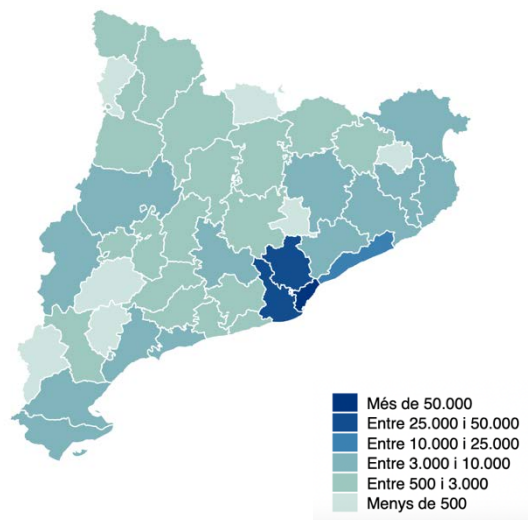 Més de 50.000
Entre 25.000 i 50.000
Entre 10.000 i 25.000
Entre 3.000 i 10.000
Entre 500 i 3.000
Menys de 500